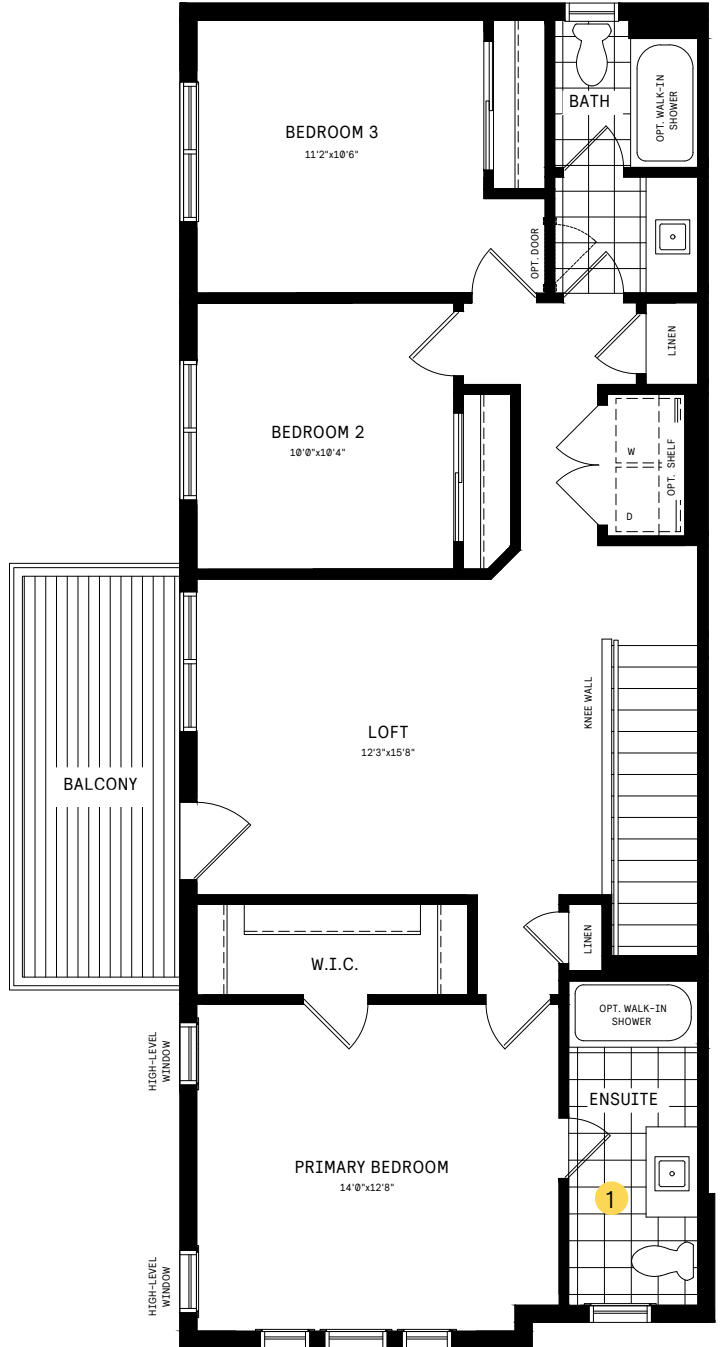 BATH
OPT. WALK-IN
SHOWER
BEDROOM 3
11'2"x10'6"
OPT. DOOR
LINEN
BEDROOM 2
10'0"x10'4"
W
D
OPT. SHELF
LOFT
12'3"x15'8"
KNEE WALL
BALCONY
W.I.C.
LINEN
OPT. WALK-IN
SHOWER
HIGH-LEVEL
WINDOW
ENSUITE
PRIMARY BEDROOM
14'0"x12'8"
1
HIGH-LEVEL
WINDOW